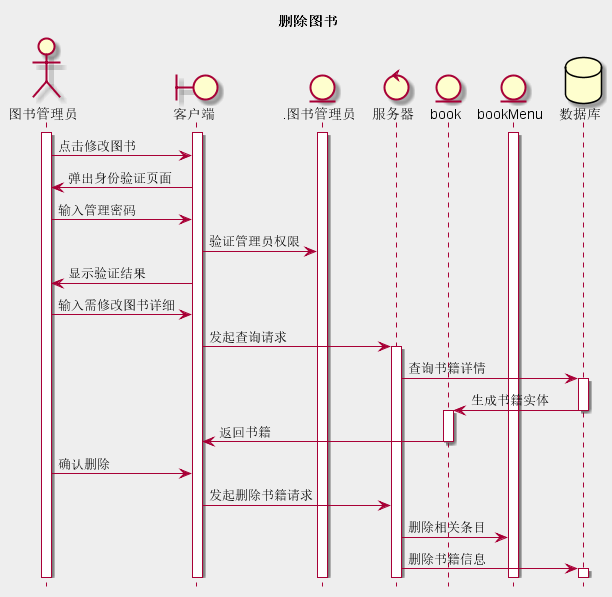 删除图书
图书管理员 客户端 .图书管理员 服务器 book bookMenu 数据库
点击修改图书
弹出身份验证页面
输入管理密码
验证管理员权限
显示验证结果
输入需修改图书详细
发起查询请求
查询书籍详情
生成书籍实体
返回书籍
确认删除
发起删除书籍请求
删除相关条目
删除书籍信息